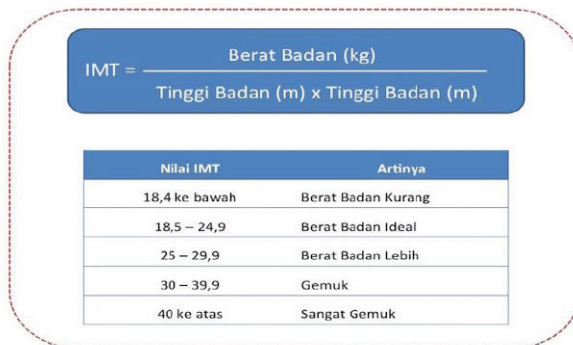 IMT = Berat Badan (kg)
Tinggi Badan (m) x Tinggi Badan (m)
Nilai IMT Artinya
18,4 ke bawah Berat Badan Kurang
18,5 – 24,9 Berat Badan Ideal
25 – 29,9 Berat Badan Lebih
30 – 39,9 Gemuk
40 ke atas Sangat Gemuk